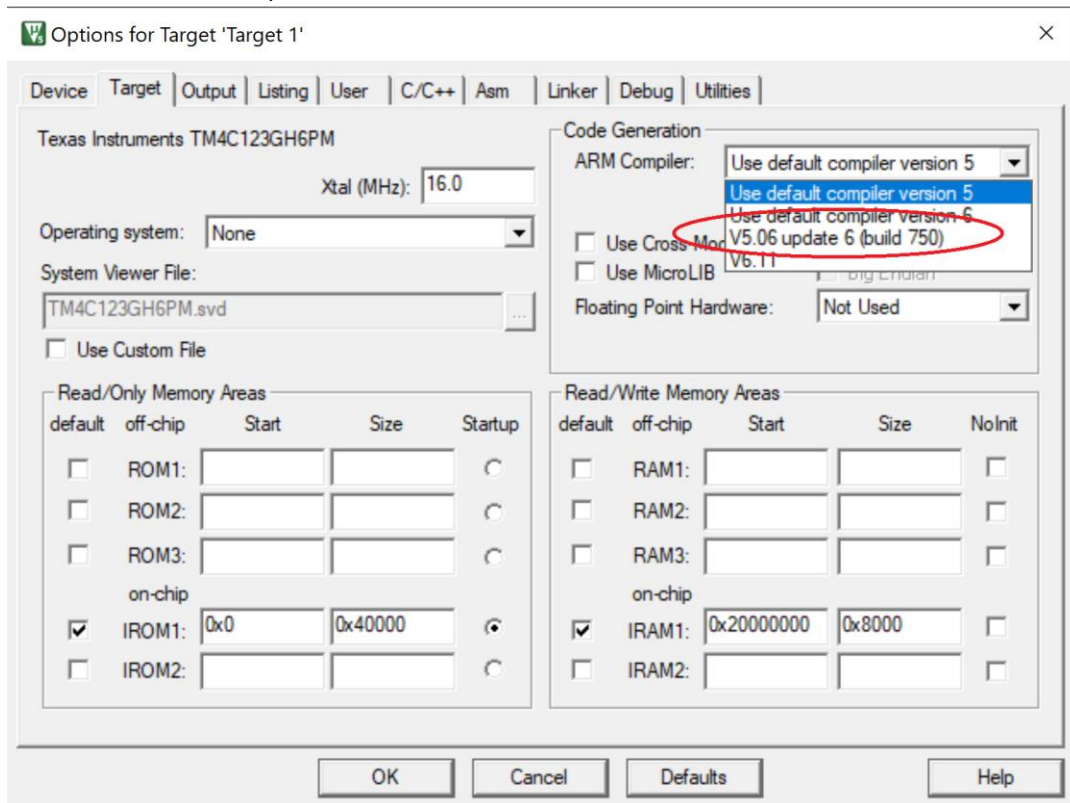 Options for Target 'Target 1'
Device Target Output Listing User C/C++ Asm Linker Debug Utilities
Texas Instruments TM4C123GH6PM
Xtal (MHz): 16.0
Operating system: None
System Viewer File:
TM4C123GH6PM.svd ...
Use Custom File
Code Generation
ARM Compiler: Use default compiler version 5
Use default compiler version 5
Use default compiler version 6
V5.06 update 6 (build 750)
V6.11
Use Cross
Use MicroLIB Big Endian
Floating Point Hardware: Not Used
Read/Only Memory Areas
default off-chip Start Size Startup
ROM1:
ROM2:
ROM3:
on-chip
IROM1: 0x0 0x40000
IROM2:
Read/Write Memory Areas
default off-chip Start Size NoInit
RAM1:
RAM2:
RAM3:
on-chip
IRAM1: 0x20000000 0x8000
IRAM2:
OK Cancel Defaults Help